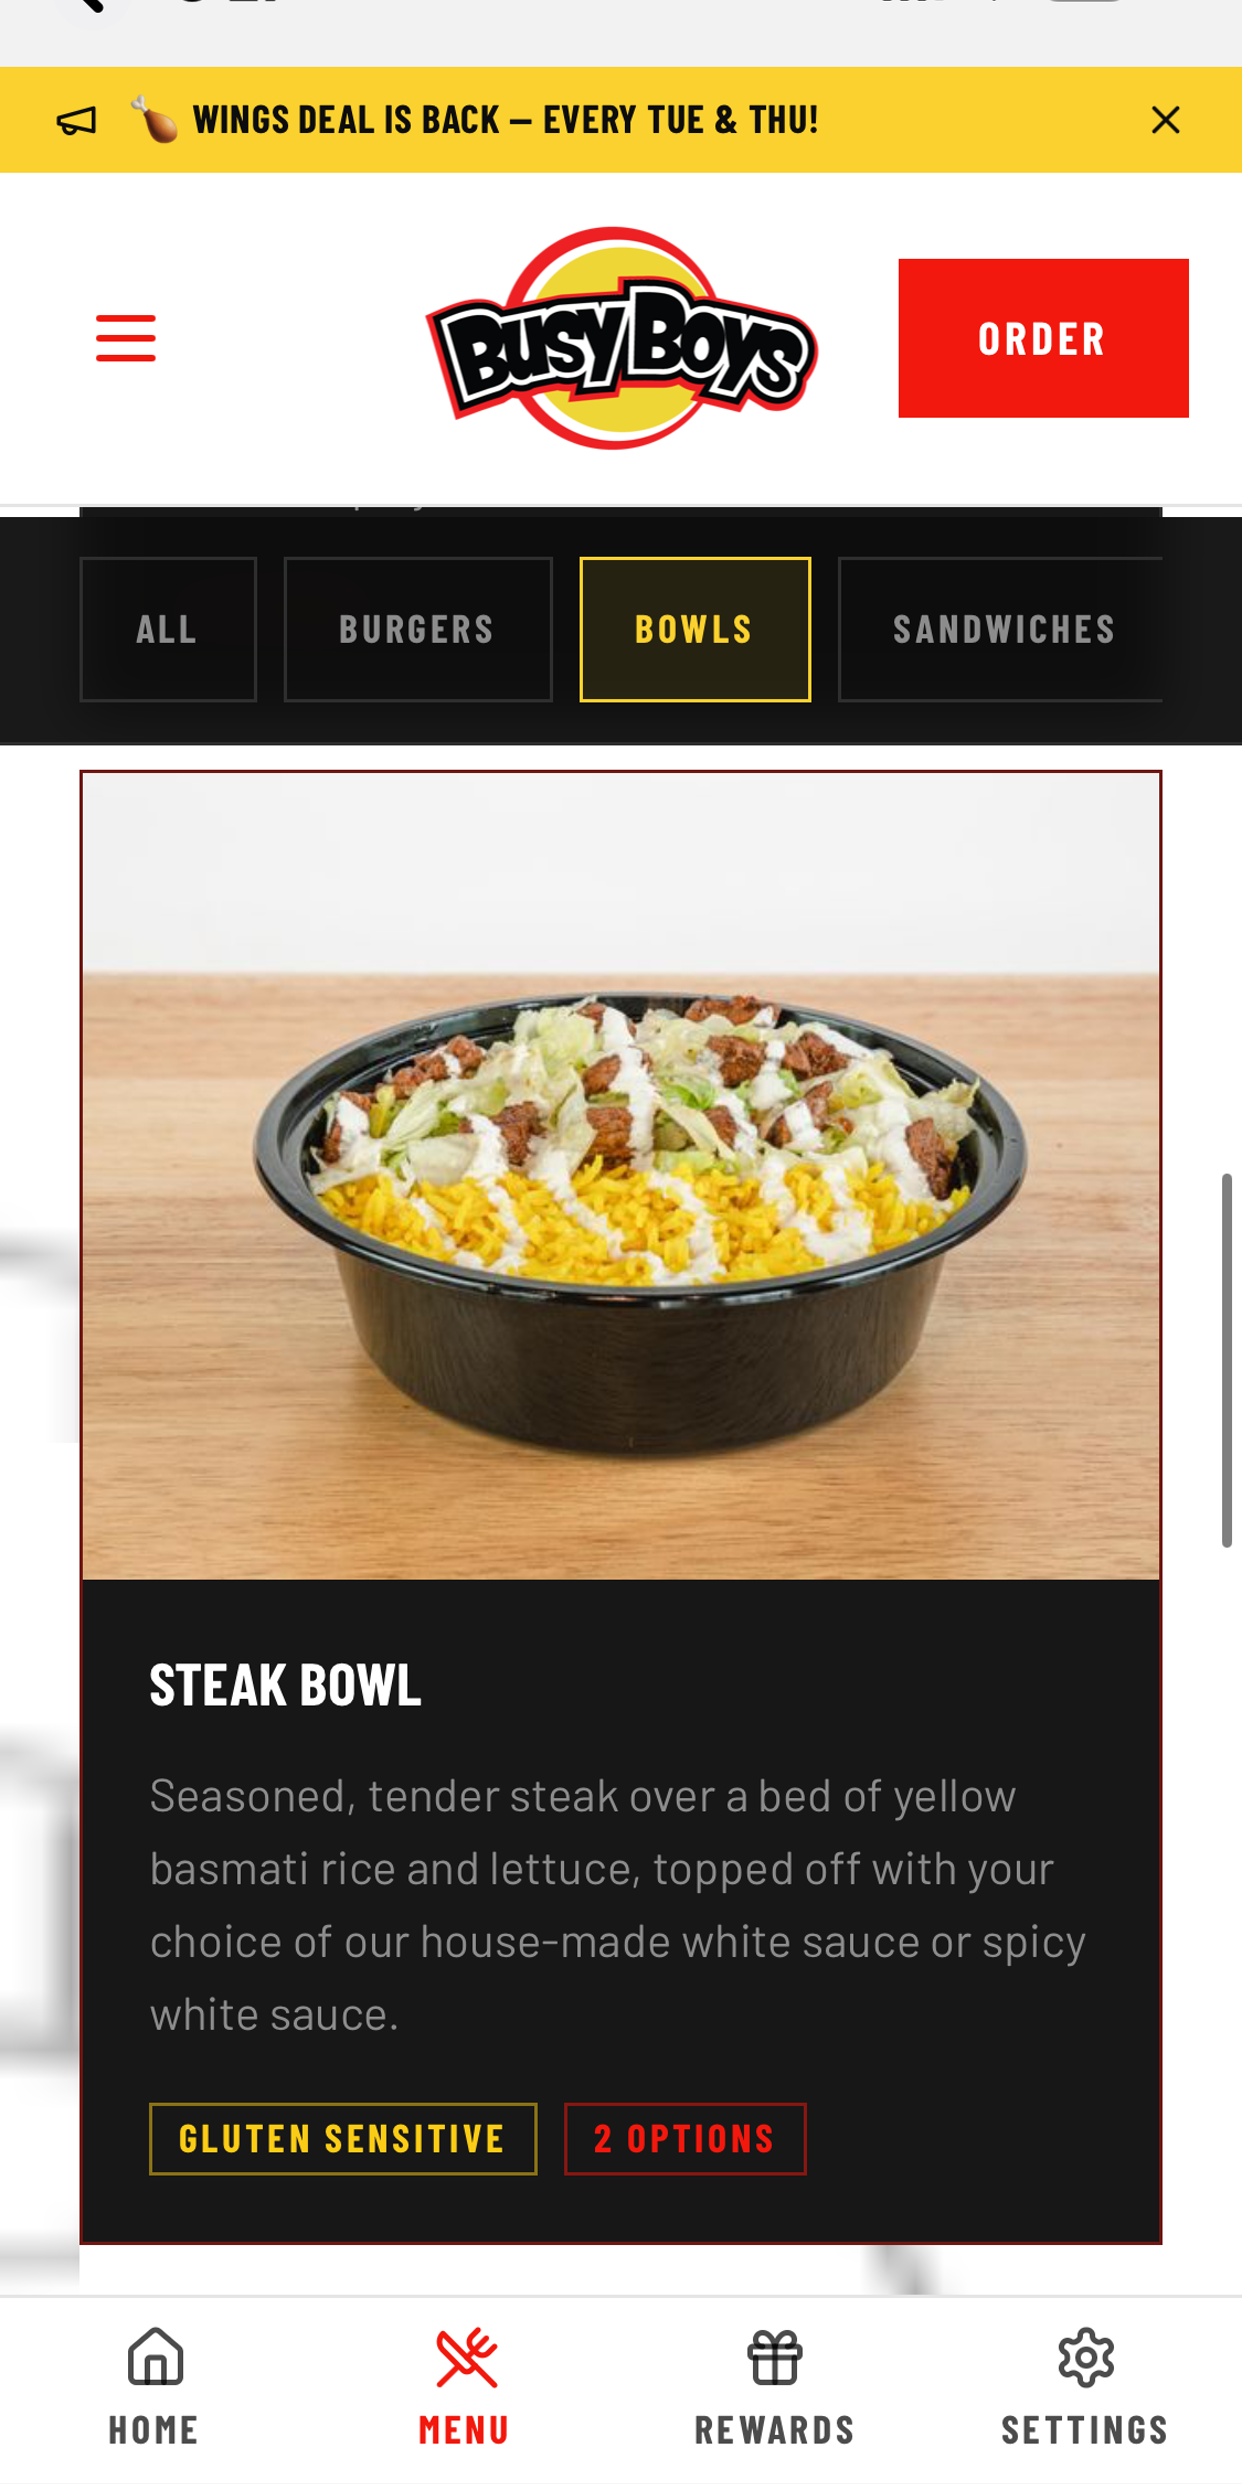 WINGS DEAL IS BACK – EVERY TUE & THU!
BUSY BOYS
ORDER
ALL
BURGERS
BOWLS
SANDWICHES
STEAK BOWL
Seasoned, tender steak over a bed of yellow
basmati rice and lettuce, topped off with your
choice of our house-made white sauce or spicy
white sauce.
GLUTEN SENSITIVE
2 OPTIONS
HOME
MENU
REWARDS
SETTINGS